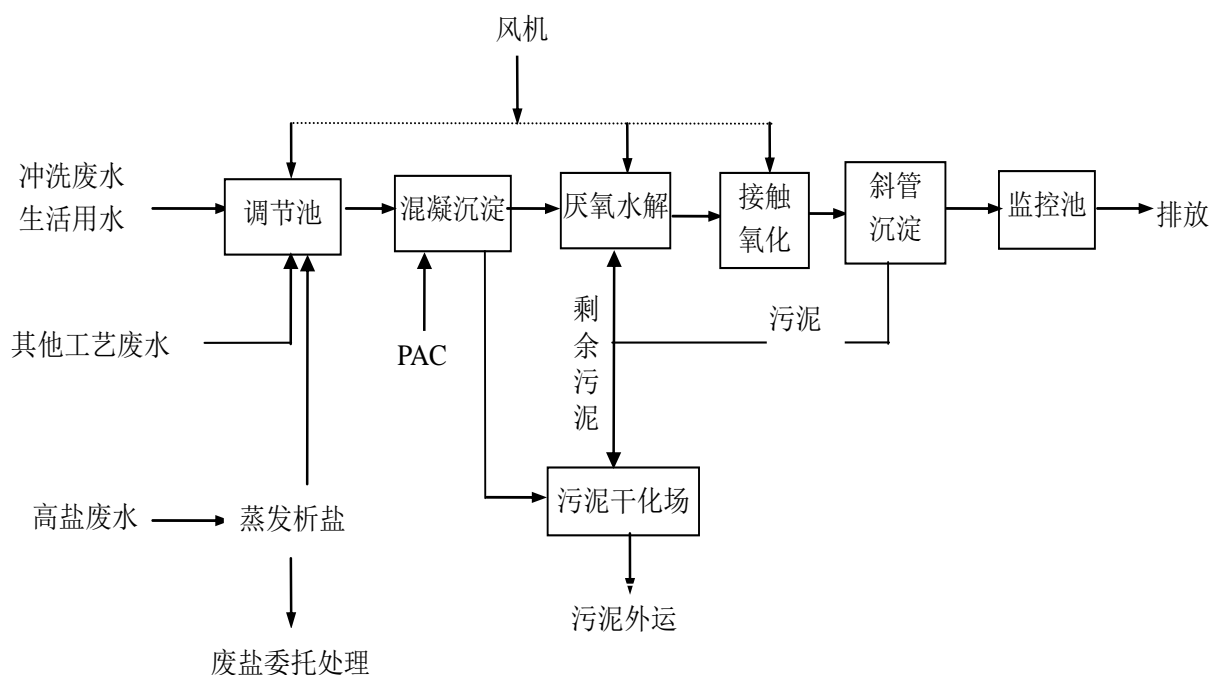 风机
冲洗废水
生活用水
调节池
混凝沉淀
厌氧水解
接触
氧化
斜管
沉淀
监控池
排放
其他工艺废水
PAC
剩
余
污
泥
污泥
高盐废水
蒸发析盐
污泥干化场
污泥外运
废盐委托处理